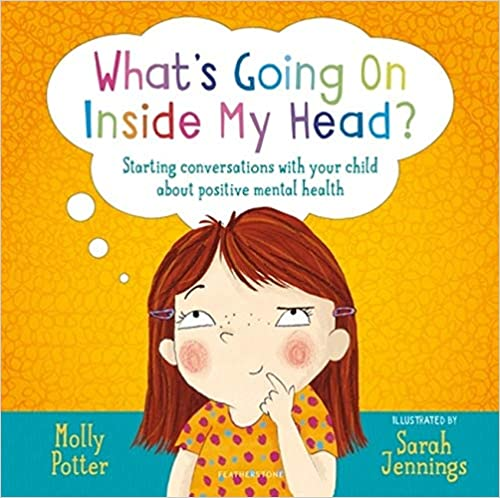 What's Going On
Inside My Head?
Starting conversations with your child
about positive mental health
Molly
Potter
ILLUSTRATED BY
Sarah
Jennings
FEATHERSTONE